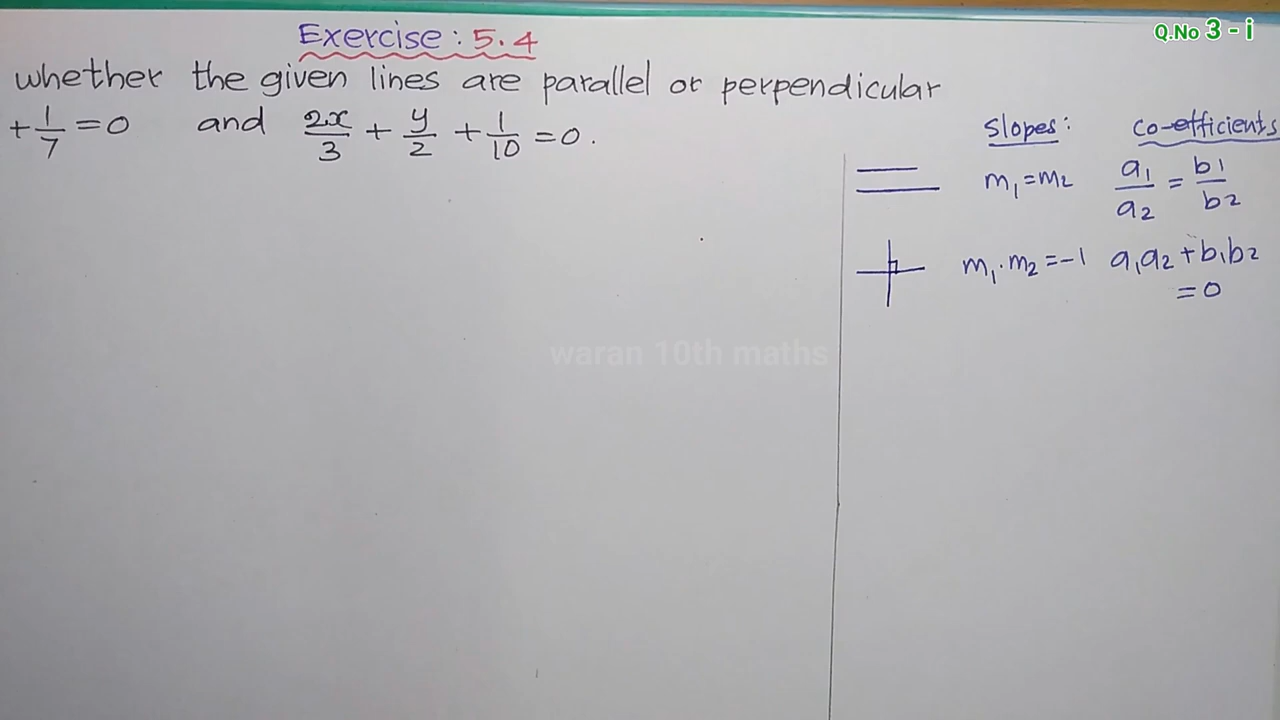 Q.No 3 - i
Exercise : 5.4
whether the given lines are parallel or perpendicular
+ 1/7 = 0 and 2x/3 + y/2 + 1/10 = 0.
Slopes: Co-efficients
m₁ = m₂ a₁/a₂ = b₁/b₂
m₁ · m₂ = -1 a₁a₂ + b₁b₂
= 0
waran 10th maths